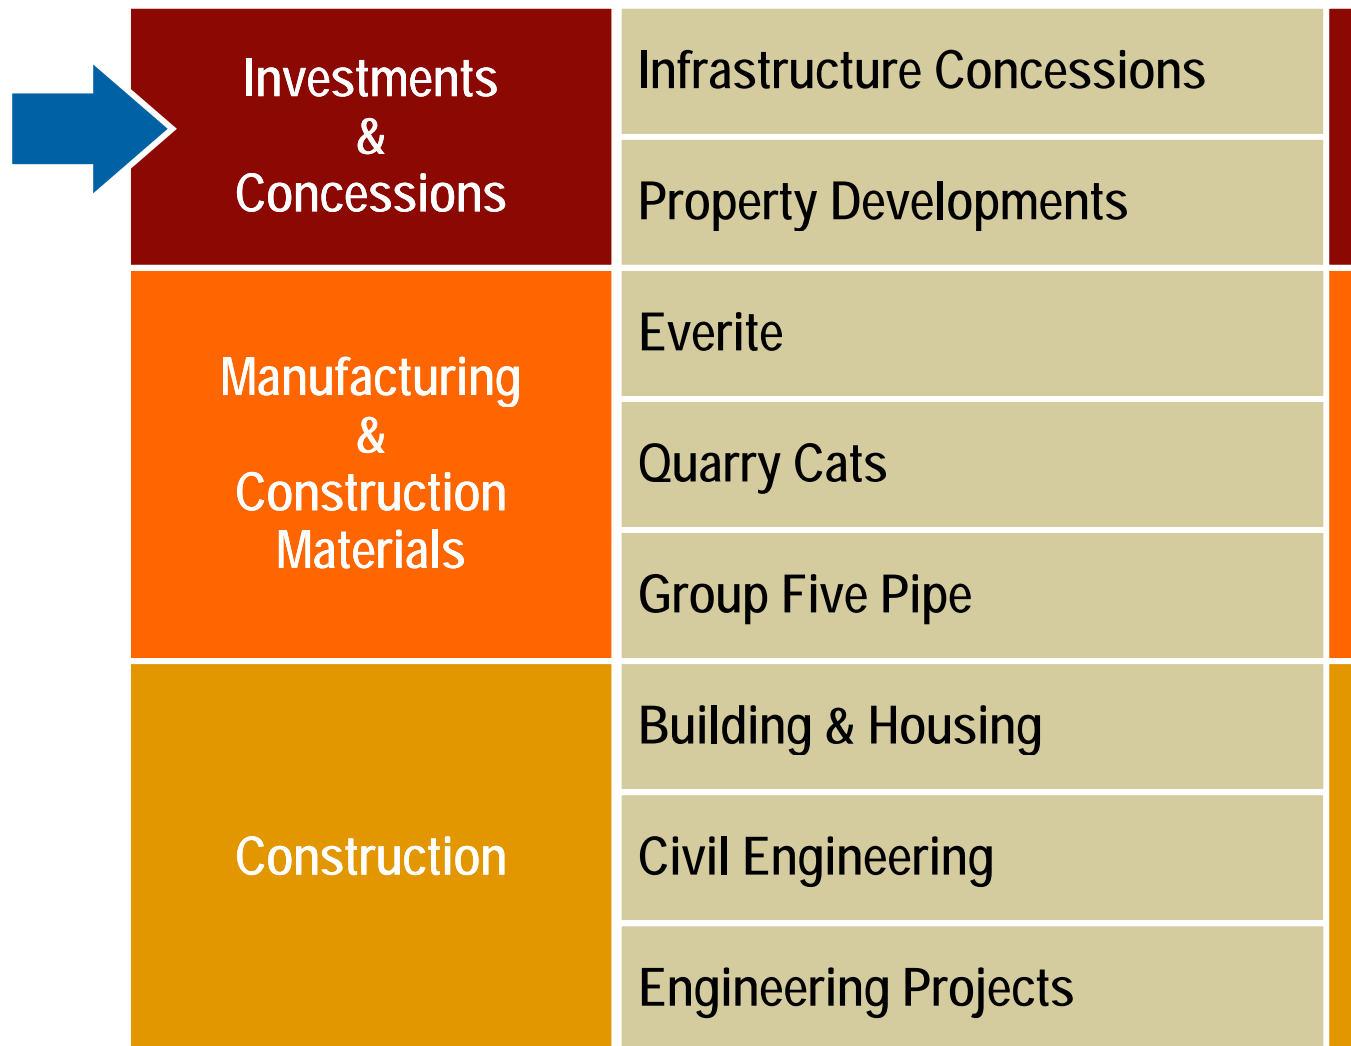 Investments
&
Concessions
Infrastructure Concessions
Property Developments
Manufacturing
&
Construction
Materials
Everite
Quarry Cats
Group Five Pipe
Construction
Building & Housing
Civil Engineering
Engineering Projects